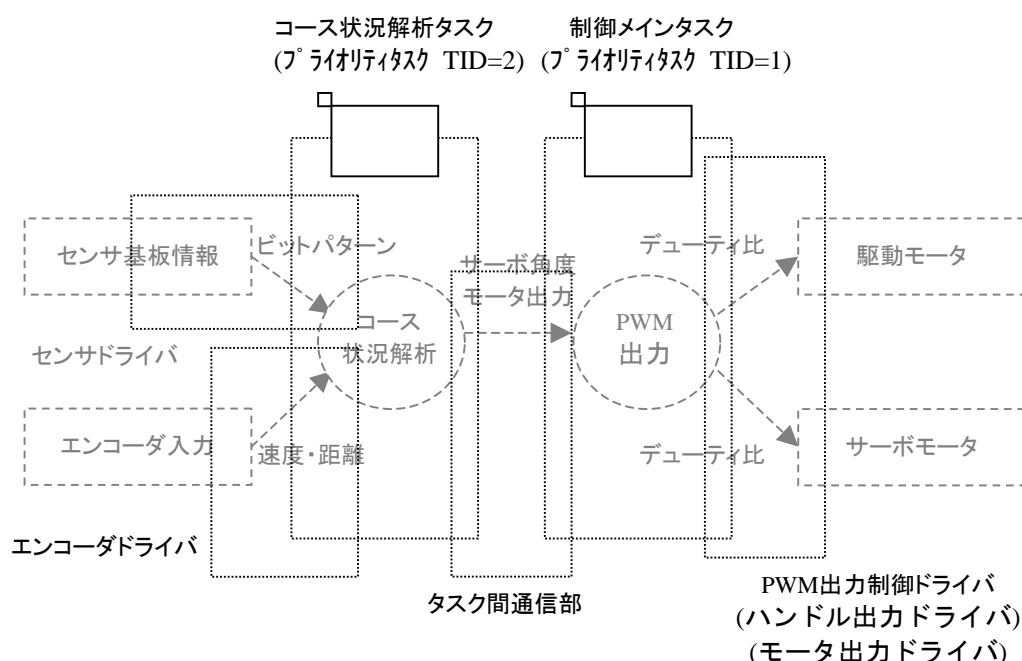 コース状況解析タスク
(ﾌﾟﾗｲｵﾘﾃｨﾀｽｸ TID=2)
制御メインタスク
(ﾌﾟﾗｲｵﾘﾃｨﾀｽｸ TID=1)
センサ基板情報
ビットパターン
サーボ角度
モータ出力
デューティ比
駆動モータ
コース
状況解析
PWM
出力
センサドライバ
エンコーダ入力
速度・距離
デューティ比
サーボモータ
エンコーダドライバ
タスク間通信部
PWM出力制御ドライバ
(ハンドル出力ドライバ)
(モータ出力ドライバ)